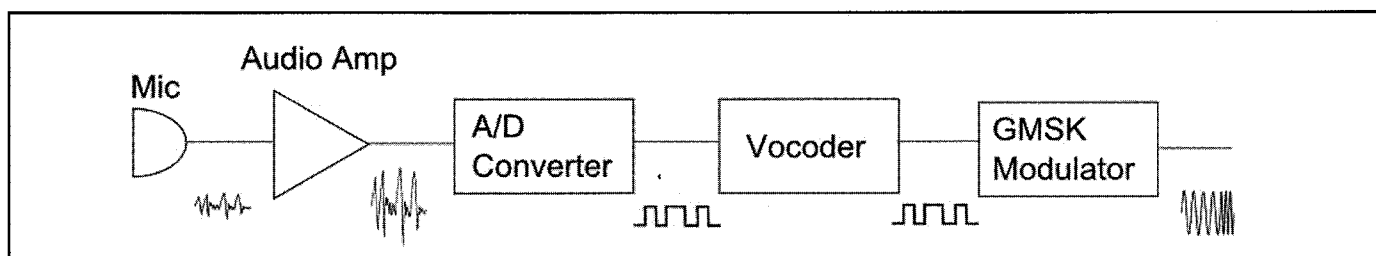 Mic
Audio Amp
A/D
Converter
Vocoder
GMSK
Modulator